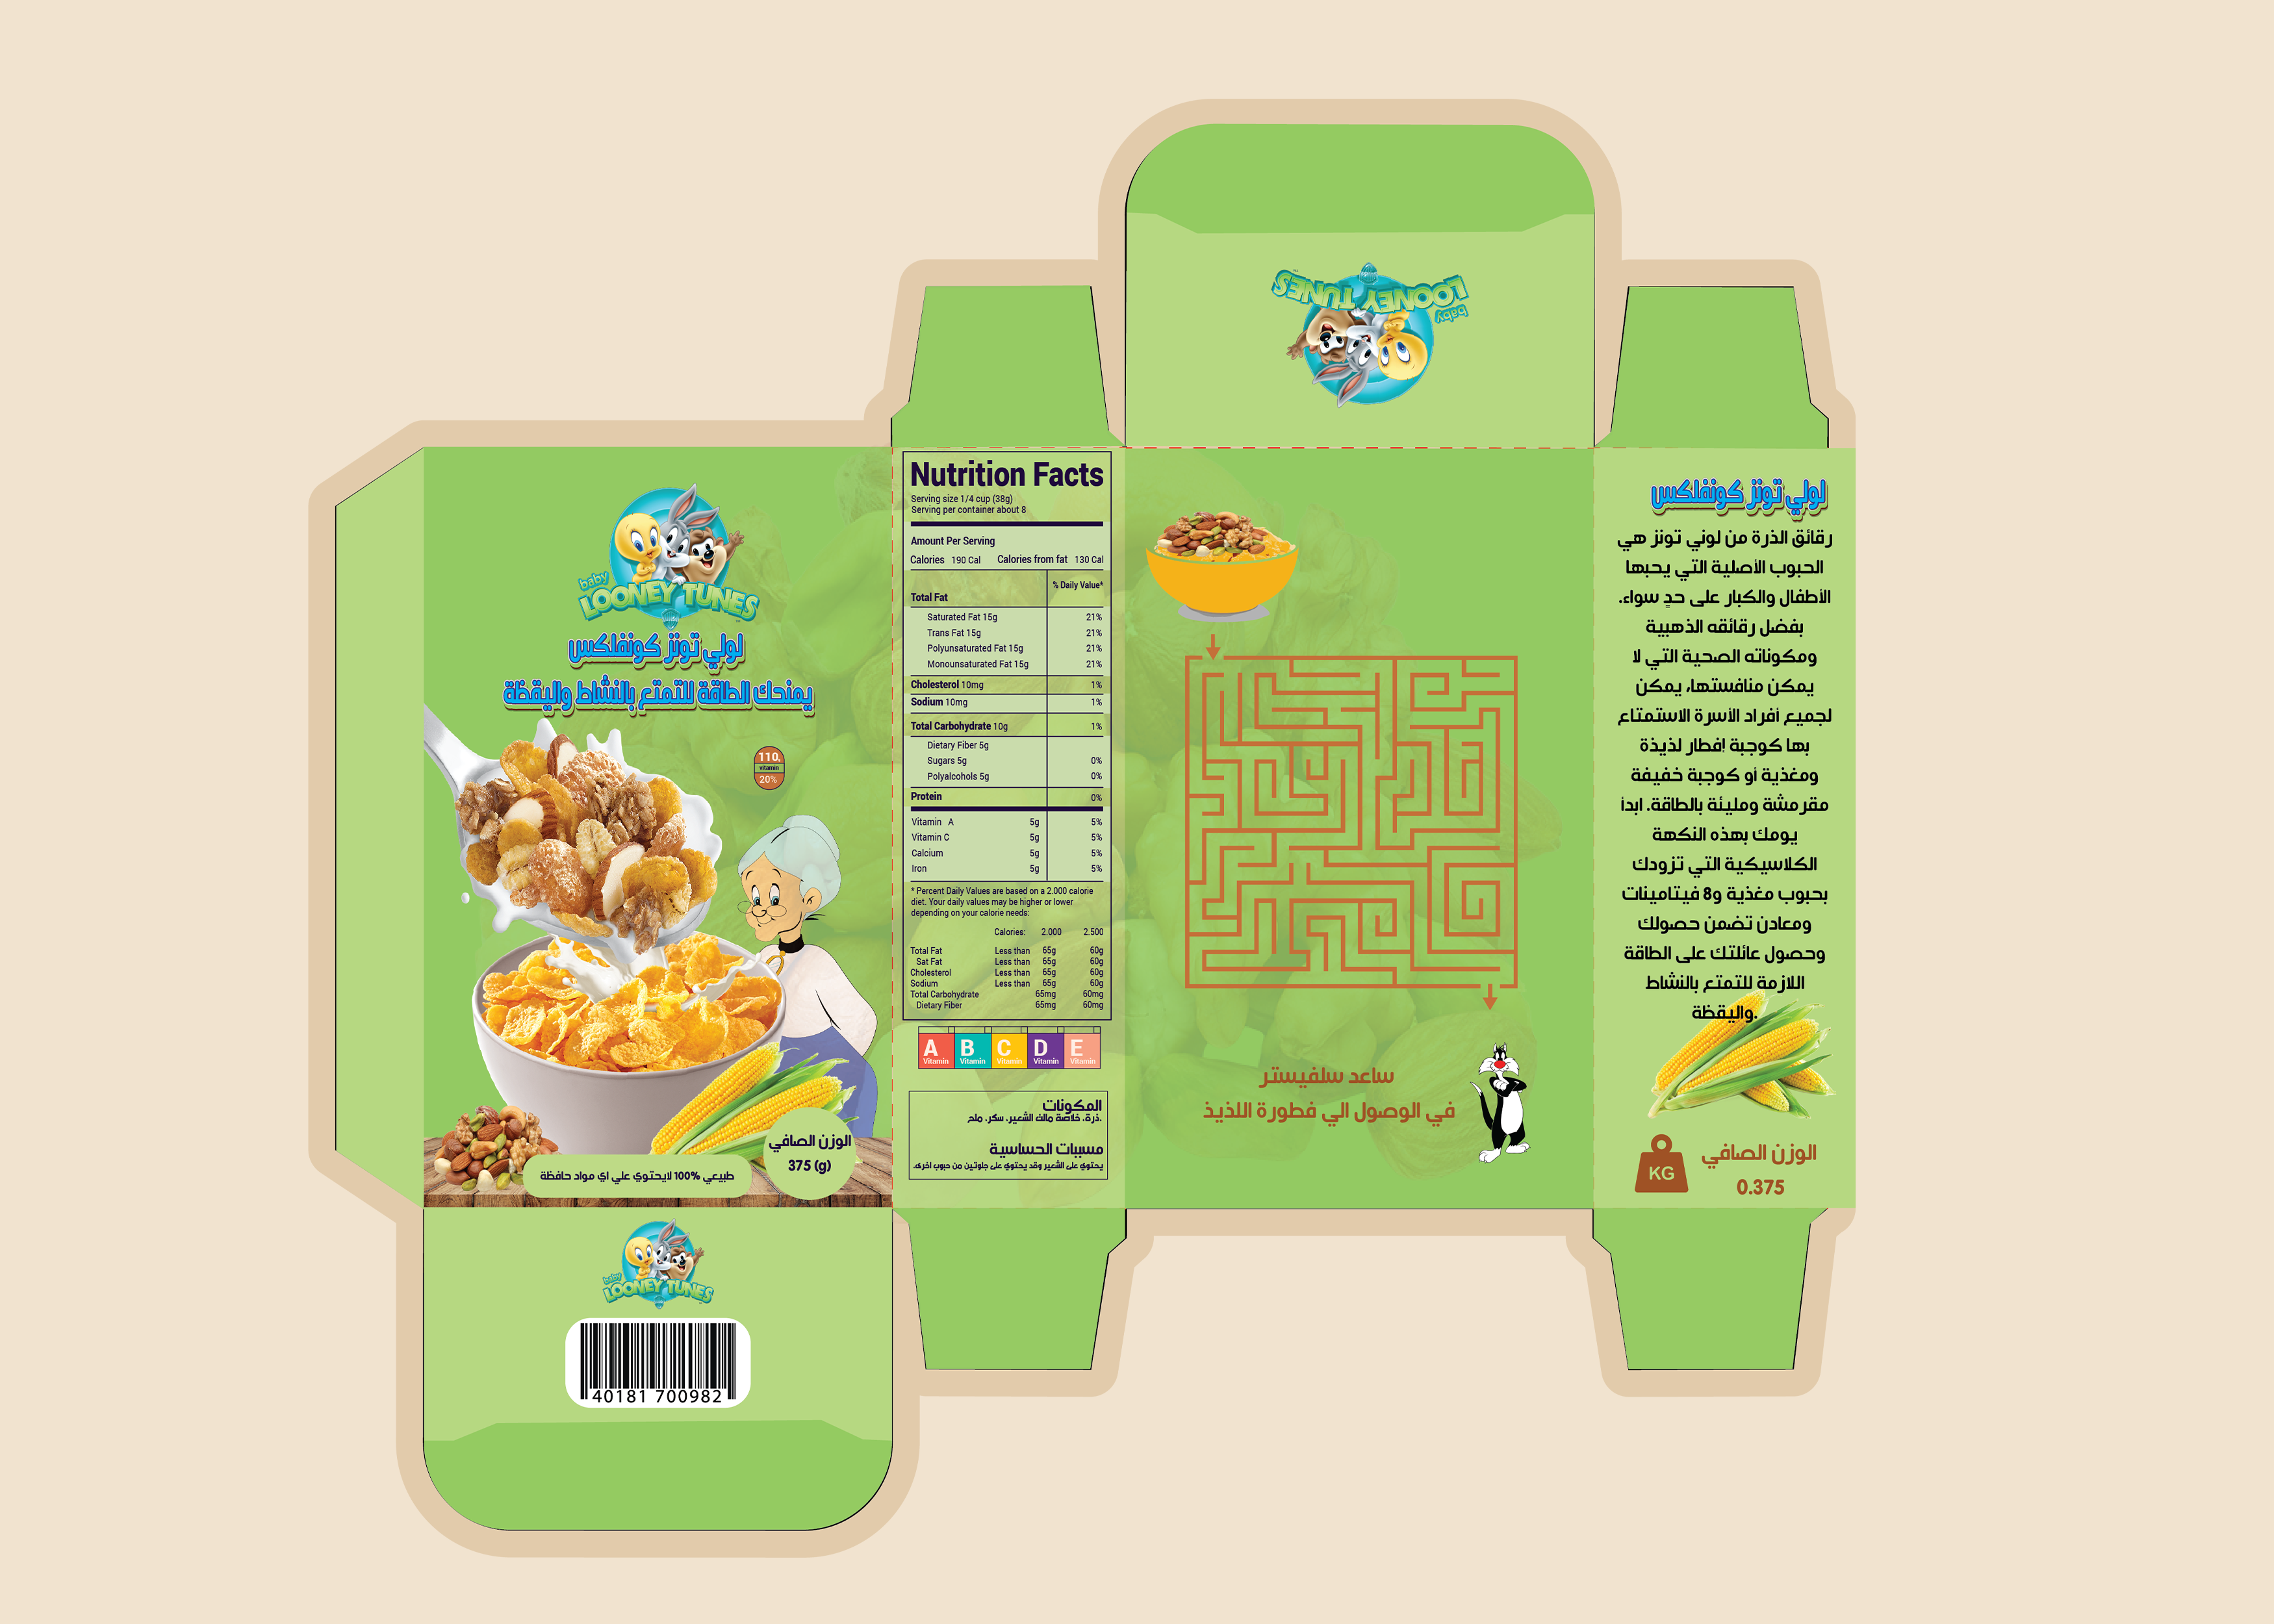 baby
LOONEY TUNES
baby
LOONEY TUNES
لولي تونز كونفلكس
يمنحك الطاقة للتمتع بالنشاط واليقظة
110.
vitamin
20%
الوزن الصافي
375 (g)
طبيعي %100 لايحتوي علي اي مواد حافظة
baby
LOONEY TUNES
40181 700982
Nutrition Facts
Serving size 1/4 cup (38g)
Serving per container about 8
Amount Per Serving
Calories 190 Cal Calories from fat 130 Cal
% Daily Value*
Total Fat
Saturated Fat 15g 21%
Trans Fat 15g 21%
Polyunsaturated Fat 15g 21%
Monounsaturated Fat 15g 21%
Cholesterol 10mg 1%
Sodium 10mg 1%
Total Carbohydrate 10g 1%
Dietary Fiber 5g
Sugars 5g 0%
Polyalcohols 5g 0%
Protein 0%
Vitamin A 5g 5%
Vitamin C 5g 5%
Calcium 5g 5%
Iron 5g 5%
* Percent Daily Values are based on a 2.000 calorie
diet. Your daily values may be higher or lower
depending on your calorie needs:
Calories: 2.000 2.500
Total Fat Less than 65g 60g
Sat Fat Less than 65g 60g
Cholesterol Less than 65g 60g
Sodium Less than 65g 60g
Total Carbohydrate 65mg 60mg
Dietary Fiber 65mg 60mg
A Vitamin
B Vitamin
C Vitamin
D Vitamin
E Vitamin
المكونات
.ذرة، خلاصة مالت الشعير، سكر، ملح
مسببات الحساسية
يحتوي على الشعير وقد يحتوي على جلوتين من حبوب اخرى.
ساعد سلفيستر
في الوصول الي فطورة اللذيذ
لولي تونز كونفلكس
رقائق الذرة من لوني تونز هي
الحبوب الأصلية التي يحبها
الأطفال والكبار على حدٍ سواء.
بفضل رقائقه الذهبية
ومكوناته الصحية التي لا
يمكن منافستها، يمكن
لجميع أفراد الأسرة الاستمتاع
بها كوجبة إفطار لذيذة
ومغذية أو كوجبة خفيفة
مقرمشة ومليئة بالطاقة. ابدأ
يومك بهذه النكهة
الكلاسيكية التي تزودك
بحبوب مغذية و8 فيتامينات
ومعادن تضمن حصولك
وحصول عائلتك على الطاقة
اللازمة للتمتع بالنشاط
واليقظة.
الوزن الصافي
KG
0.375